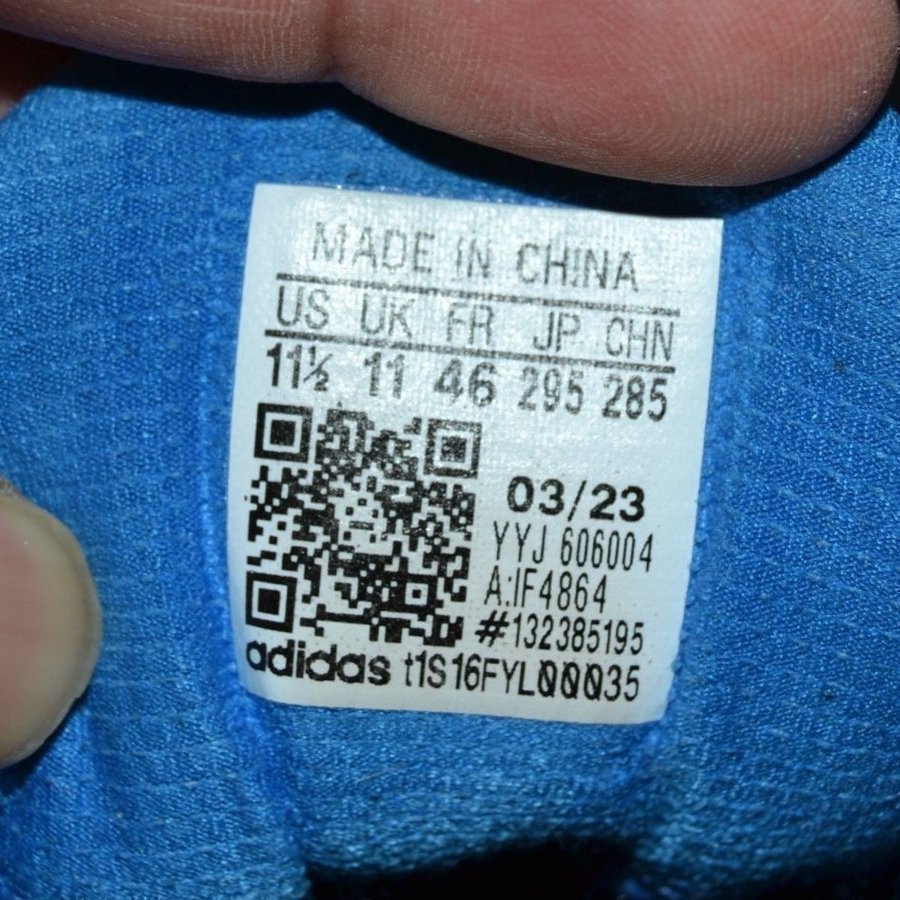 MADE IN CHINA
US UK FR JP CHN
11½ 11 46 295 285
03/23
YYJ 606004
A:IF4864
#132385195
adidas t1S16FYL000035